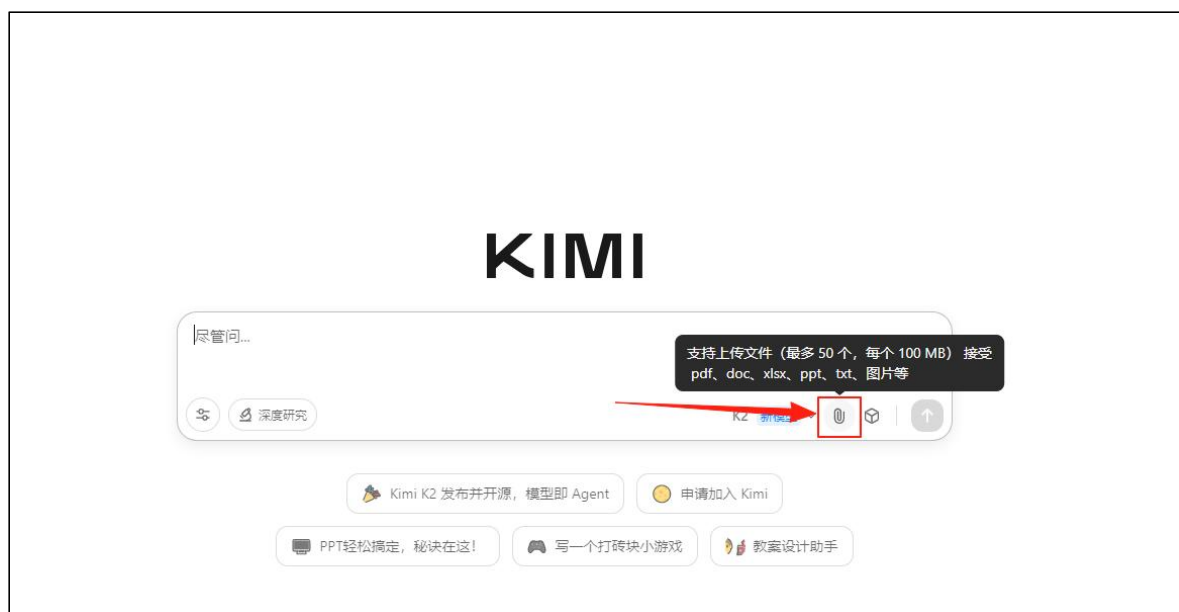 KIMI
尽管问...
支持上传文件（最多 50 个，每个 100 MB） 接受
pdf、doc、xlsx、ppt、txt、图片等
深度研究
K2 新模型
Kimi K2 发布并开源，模型即 Agent
申请加入 Kimi
PPT轻松搞定，秘诀在这！
写一个打砖块小游戏
教案设计助手